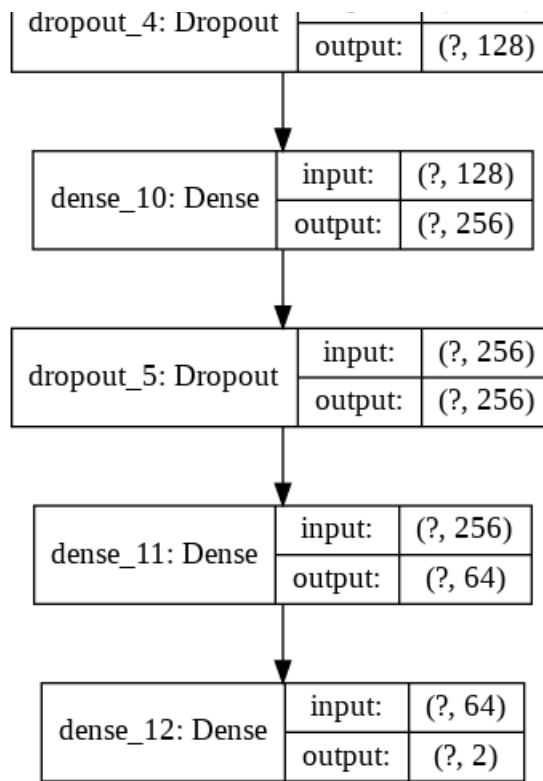 dropout_4: Dropout
output: (?, 128)
dense_10: Dense
input: (?, 128)
output: (?, 256)
dropout_5: Dropout
input: (?, 256)
output: (?, 256)
dense_11: Dense
input: (?, 256)
output: (?, 64)
dense_12: Dense
input: (?, 64)
output: (?, 2)